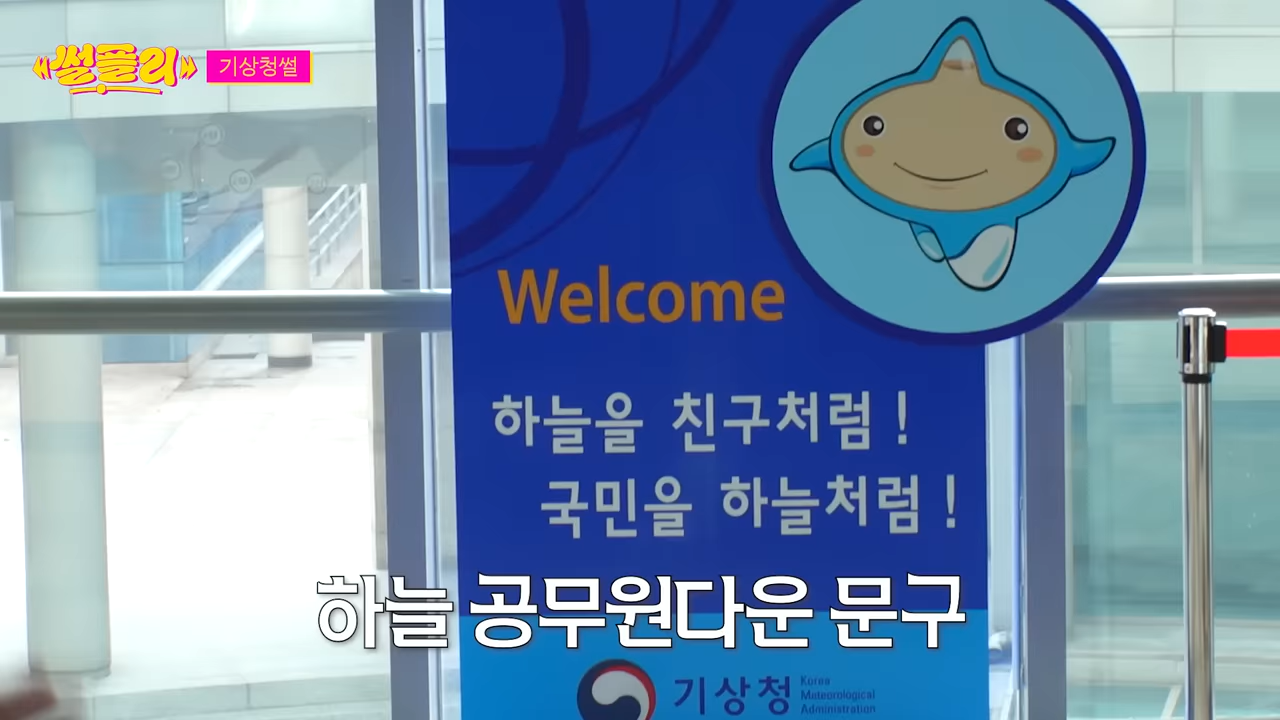 썰플리
기상청썰
Welcome
하늘을 친구처럼!
국민을 하늘처럼!
하늘 공무원다운 문구
기상청
Korea
Meteorological
Administration